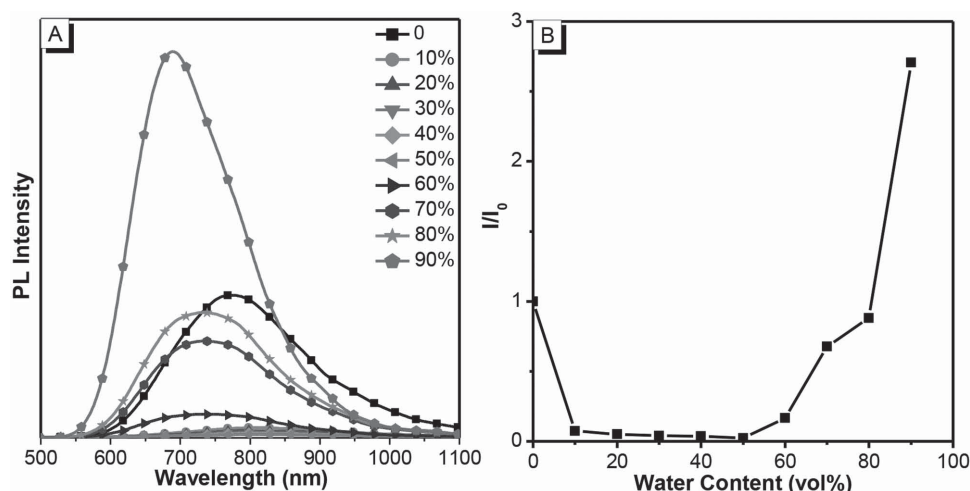 A
0
10%
20%
30%
40%
50%
60%
70%
80%
90%
PL Intensity
500 600 700 800 900 1000 1100
Wavelength (nm)
B
3
2
1
0
I/I₀
0 20 40 60 80 100
Water Content (vol%)